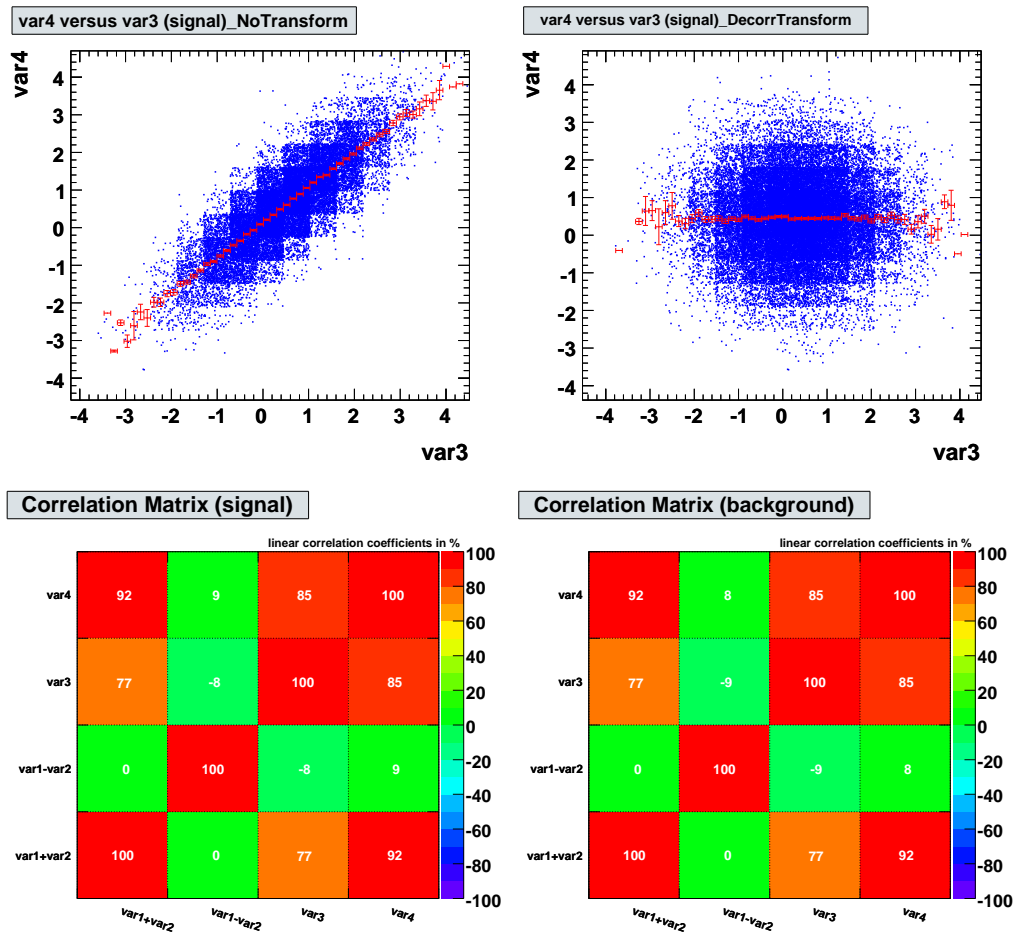 var4 versus var3 (signal)_NoTransform
var4
4
3
2
1
0
-1
-2
-3
-4
-4 -3 -2 -1 0 1 2 3 4
var3
var4 versus var3 (signal)_DecorrTransform
var4
4
3
2
1
0
-1
-2
-3
-4
-4 -3 -2 -1 0 1 2 3 4
var3
Correlation Matrix (signal)
linear correlation coefficients in %
var4 92 9 85 100
var3 77 -8 100 85
var1-var2 0 100 -8 9
var1+var2 100 0 77 92
var1+var2 var1-var2 var3 var4
100
80
60
40
20
0
-20
-40
-60
-80
-100
Correlation Matrix (background)
linear correlation coefficients in %
var4 92 8 85 100
var3 77 -9 100 85
var1-var2 0 100 -9 8
var1+var2 100 0 77 92
var1+var2 var1-var2 var3 var4
100
80
60
40
20
0
-20
-40
-60
-80
-100